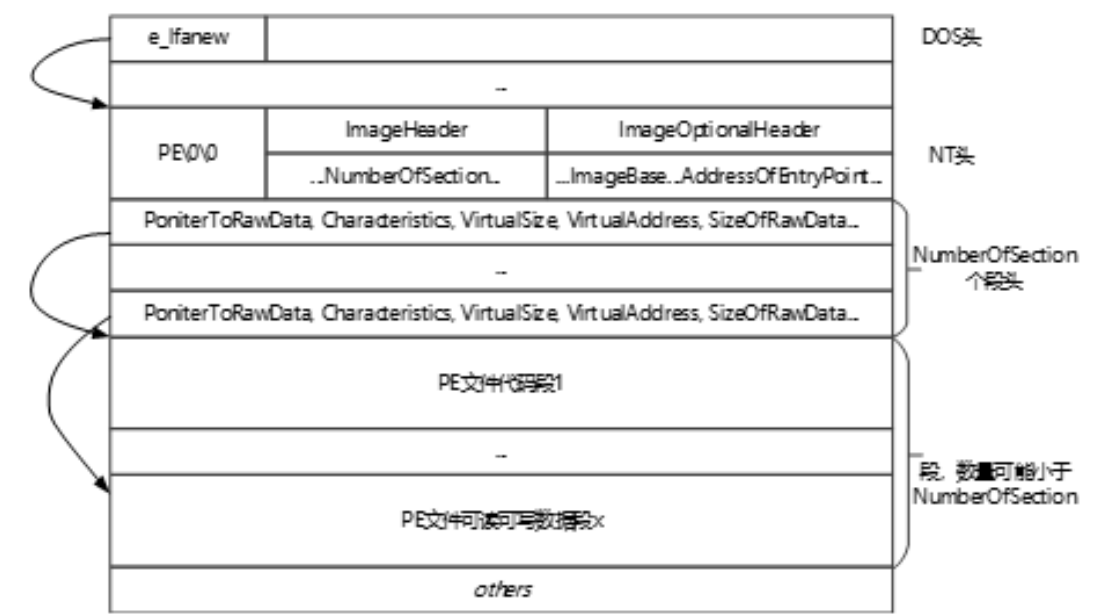 e_lfanew
DOS头
...
PE\0\0
ImageHeader
ImageOptionalHeader
NT头
...NumberOfSection...
...ImageBase...AddressOfEntryPoint...
PoniterToRawData, Characteristics, VirtualSize, VirtualAddress, SizeOfRawData...
...
NumberOfSection
个段头
PoniterToRawData, Characteristics, VirtualSize, VirtualAddress, SizeOfRawData...
PE文件代码段1
...
段, 数量可能小于
NumberOfSection
PE文件可读可写数据段x
others